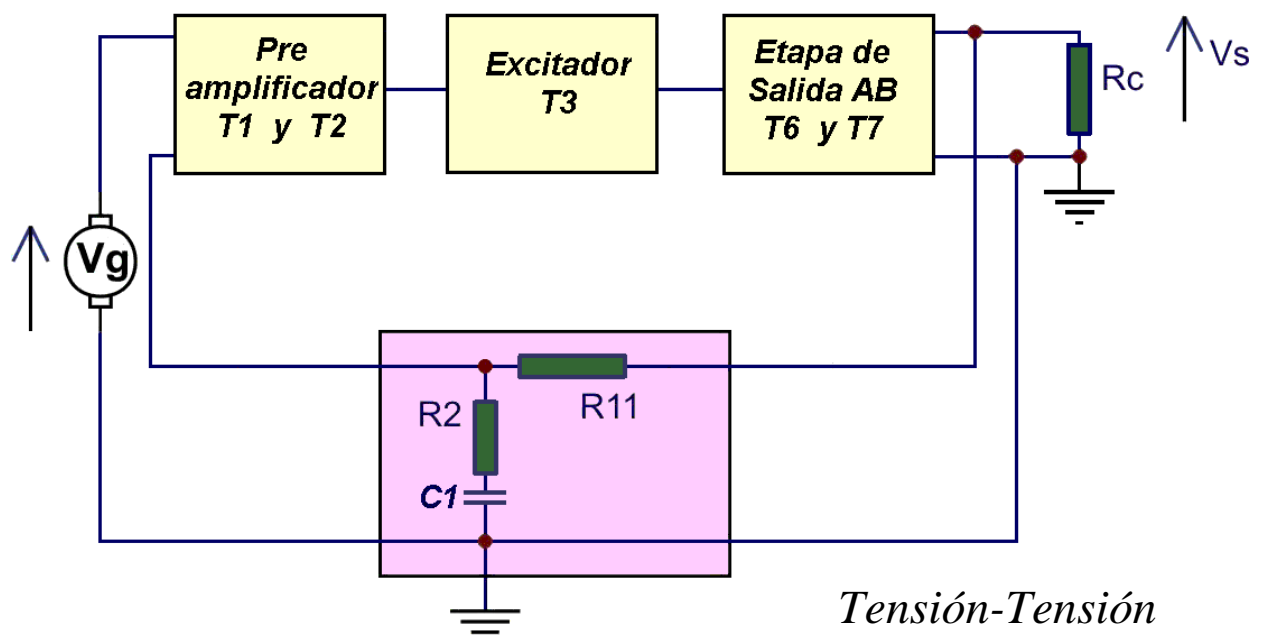 Pre
amplificador
T1 y T2
Excitador
T3
Etapa de
Salida AB
T6 y T7
Rc
Vs
Vg
R2
R11
C1
Tensión-Tensión